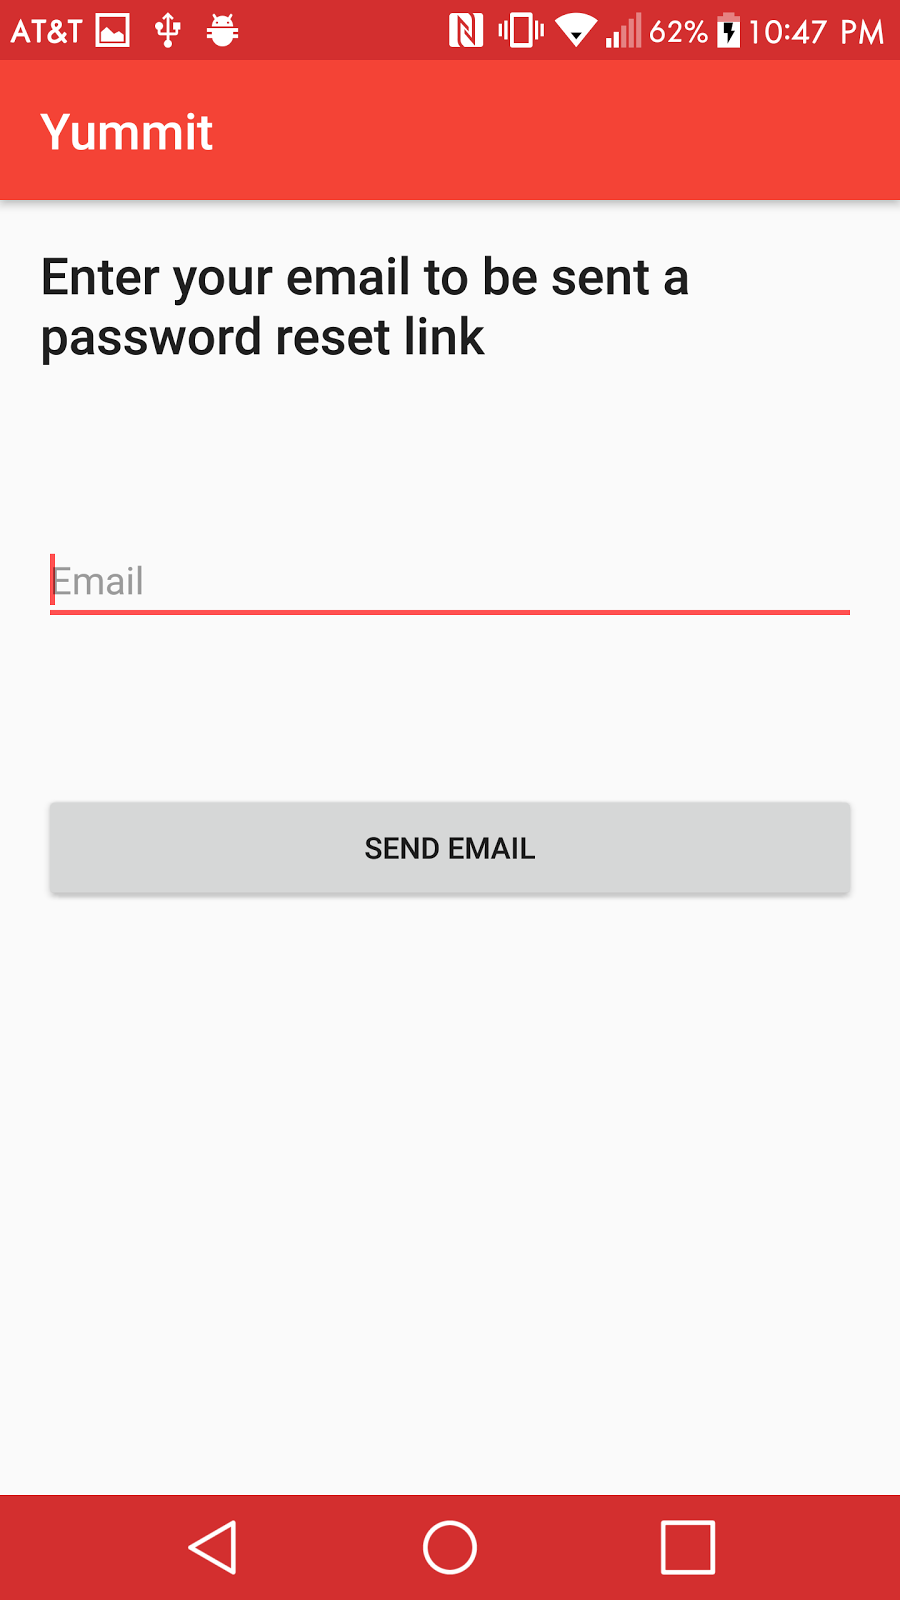 AT&T 62% 10:47 PM
Yummit
Enter your email to be sent a
password reset link
Email
SEND EMAIL